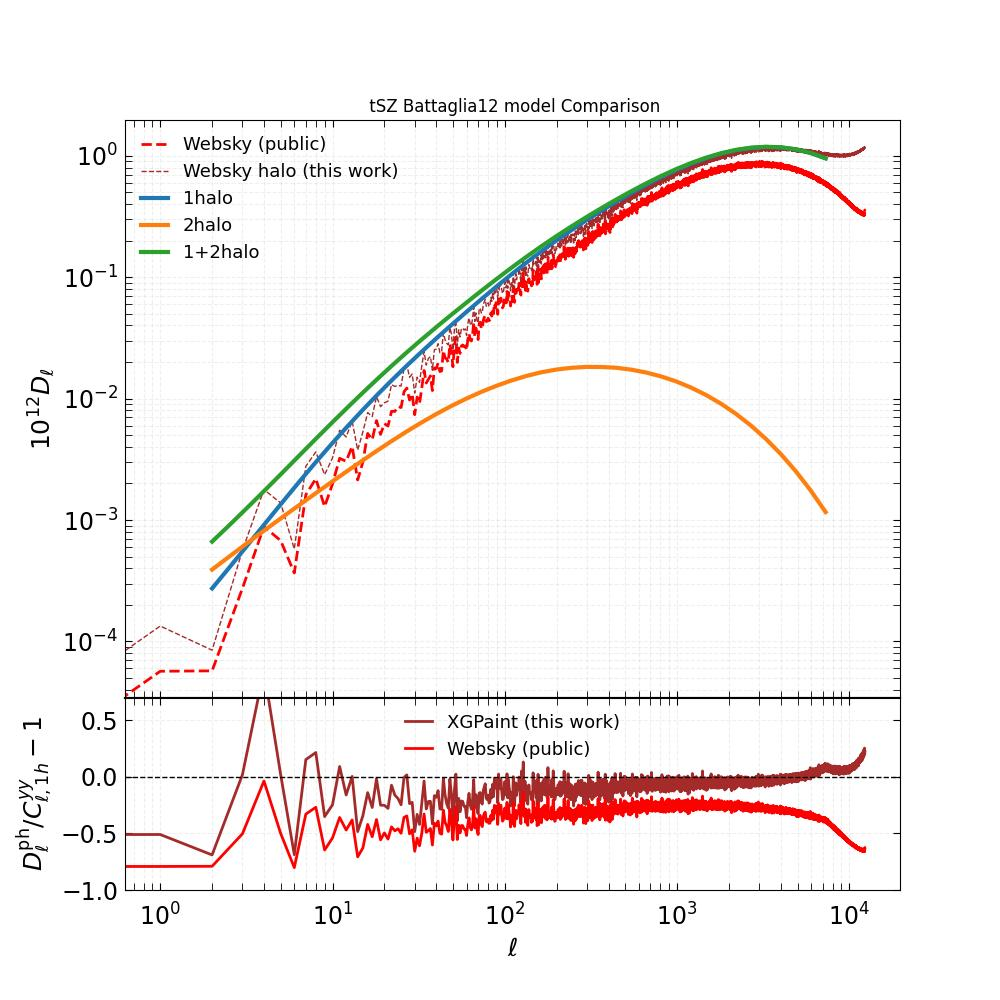 tSZ Battaglia12 model Comparison
10^0
10^{-1}
10^{-2}
10^{-3}
10^{-4}
10^{12}D_ℓ
Websky (public)
Websky halo (this work)
1halo
2halo
1+2halo
0.5
0.0
−0.5
−1.0
D_ℓ^{ph}/C_{ℓ,1h}^{yy} − 1
XGPaint (this work)
Websky (public)
10^0 10^1 10^2 10^3 10^4
ℓ